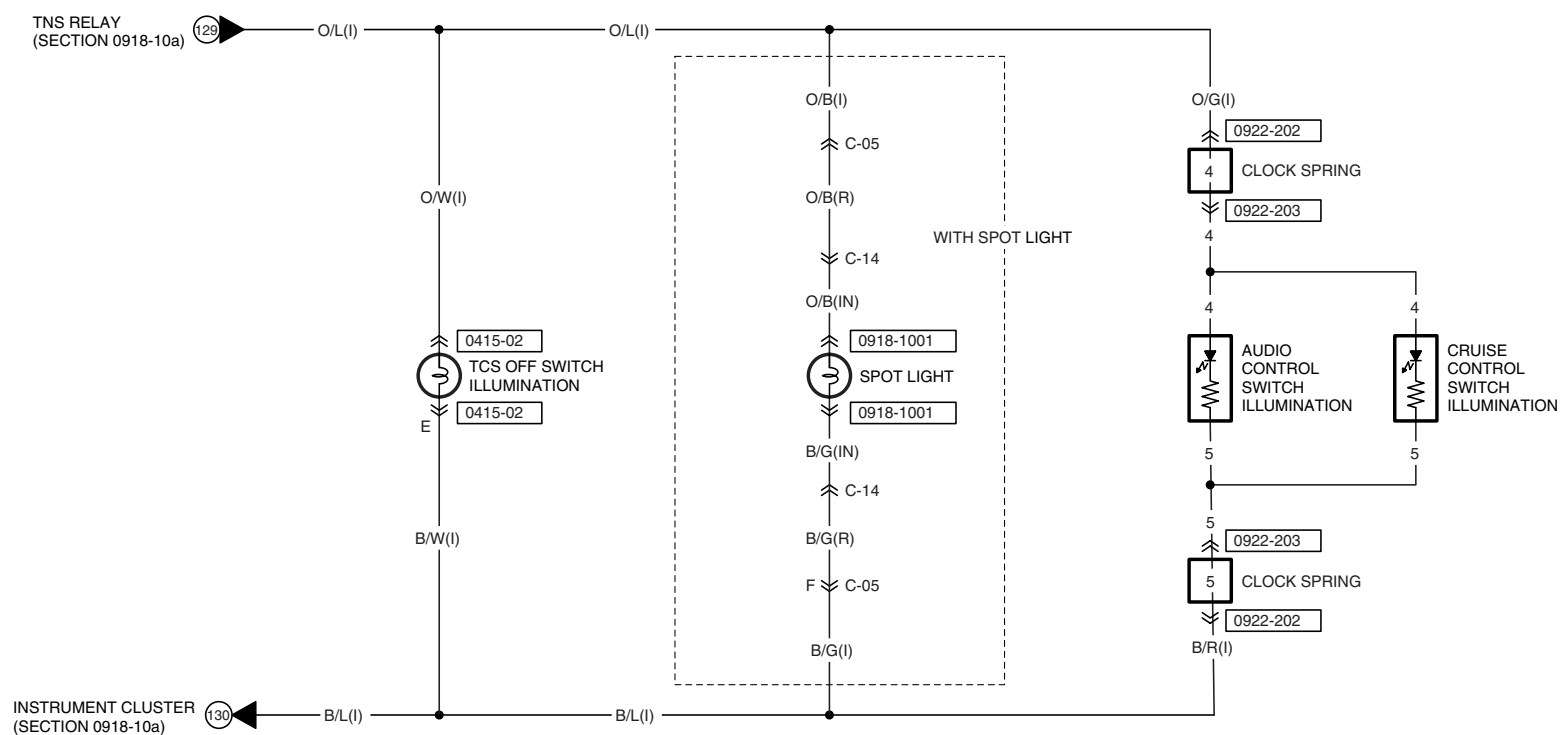 TNS RELAY
(SECTION 0918-10a)
129
O/L(I)
O/L(I)
O/B(I)
O/G(I)
0922-202
C-05
4
CLOCK SPRING
O/W(I)
O/B(R)
0922-203
4
WITH SPOT LIGHT
C-14
O/B(IN)
4
4
0415-02
0918-1001
TCS OFF SWITCH
ILLUMINATION
SPOT LIGHT
AUDIO
CONTROL
SWITCH
ILLUMINATION
CRUISE
CONTROL
SWITCH
ILLUMINATION
0415-02
0918-1001
E
B/G(IN)
5
5
C-14
5
B/W(I)
B/G(R)
0922-203
F
C-05
5
CLOCK SPRING
0922-202
B/G(I)
B/R(I)
INSTRUMENT CLUSTER
(SECTION 0918-10a)
130
B/L(I)
B/L(I)